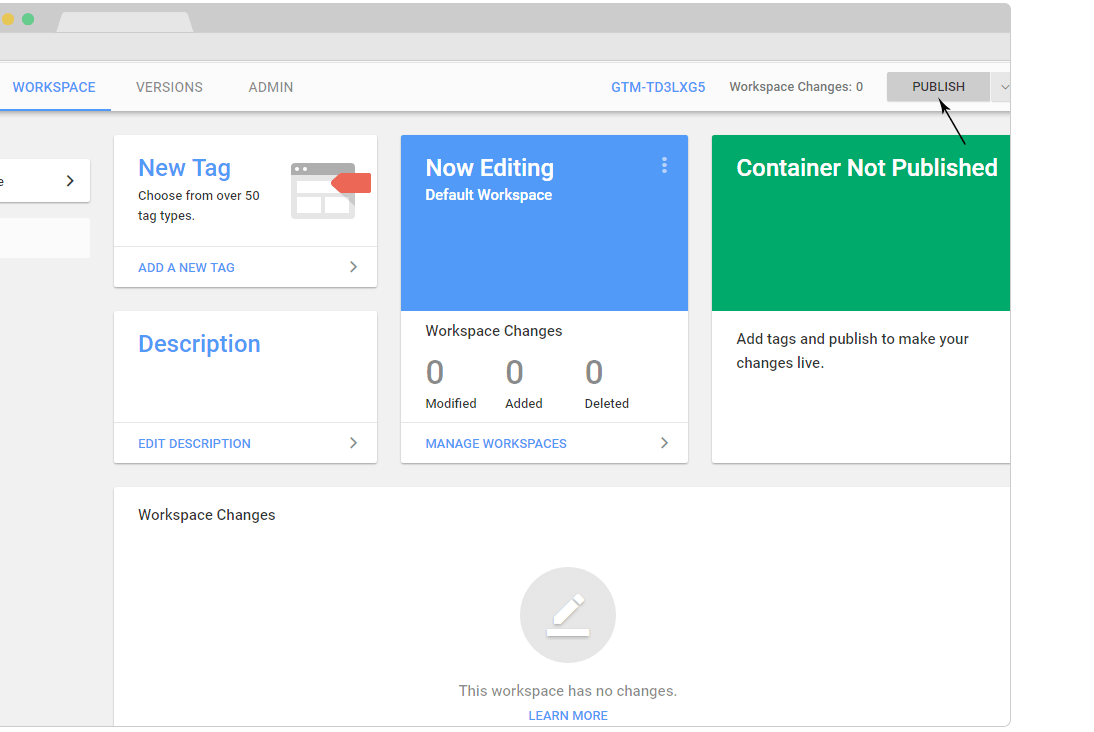 WORKSPACE VERSIONS ADMIN GTM-TD3LXG5 Workspace Changes: 0 PUBLISH
e
New Tag
Choose from over 50
tag types.
ADD A NEW TAG
Now Editing
Default Workspace
Container Not Published
Description
EDIT DESCRIPTION
Workspace Changes
0 0 0
Modified Added Deleted
MANAGE WORKSPACES
Add tags and publish to make your
changes live.
Workspace Changes
This workspace has no changes.
LEARN MORE